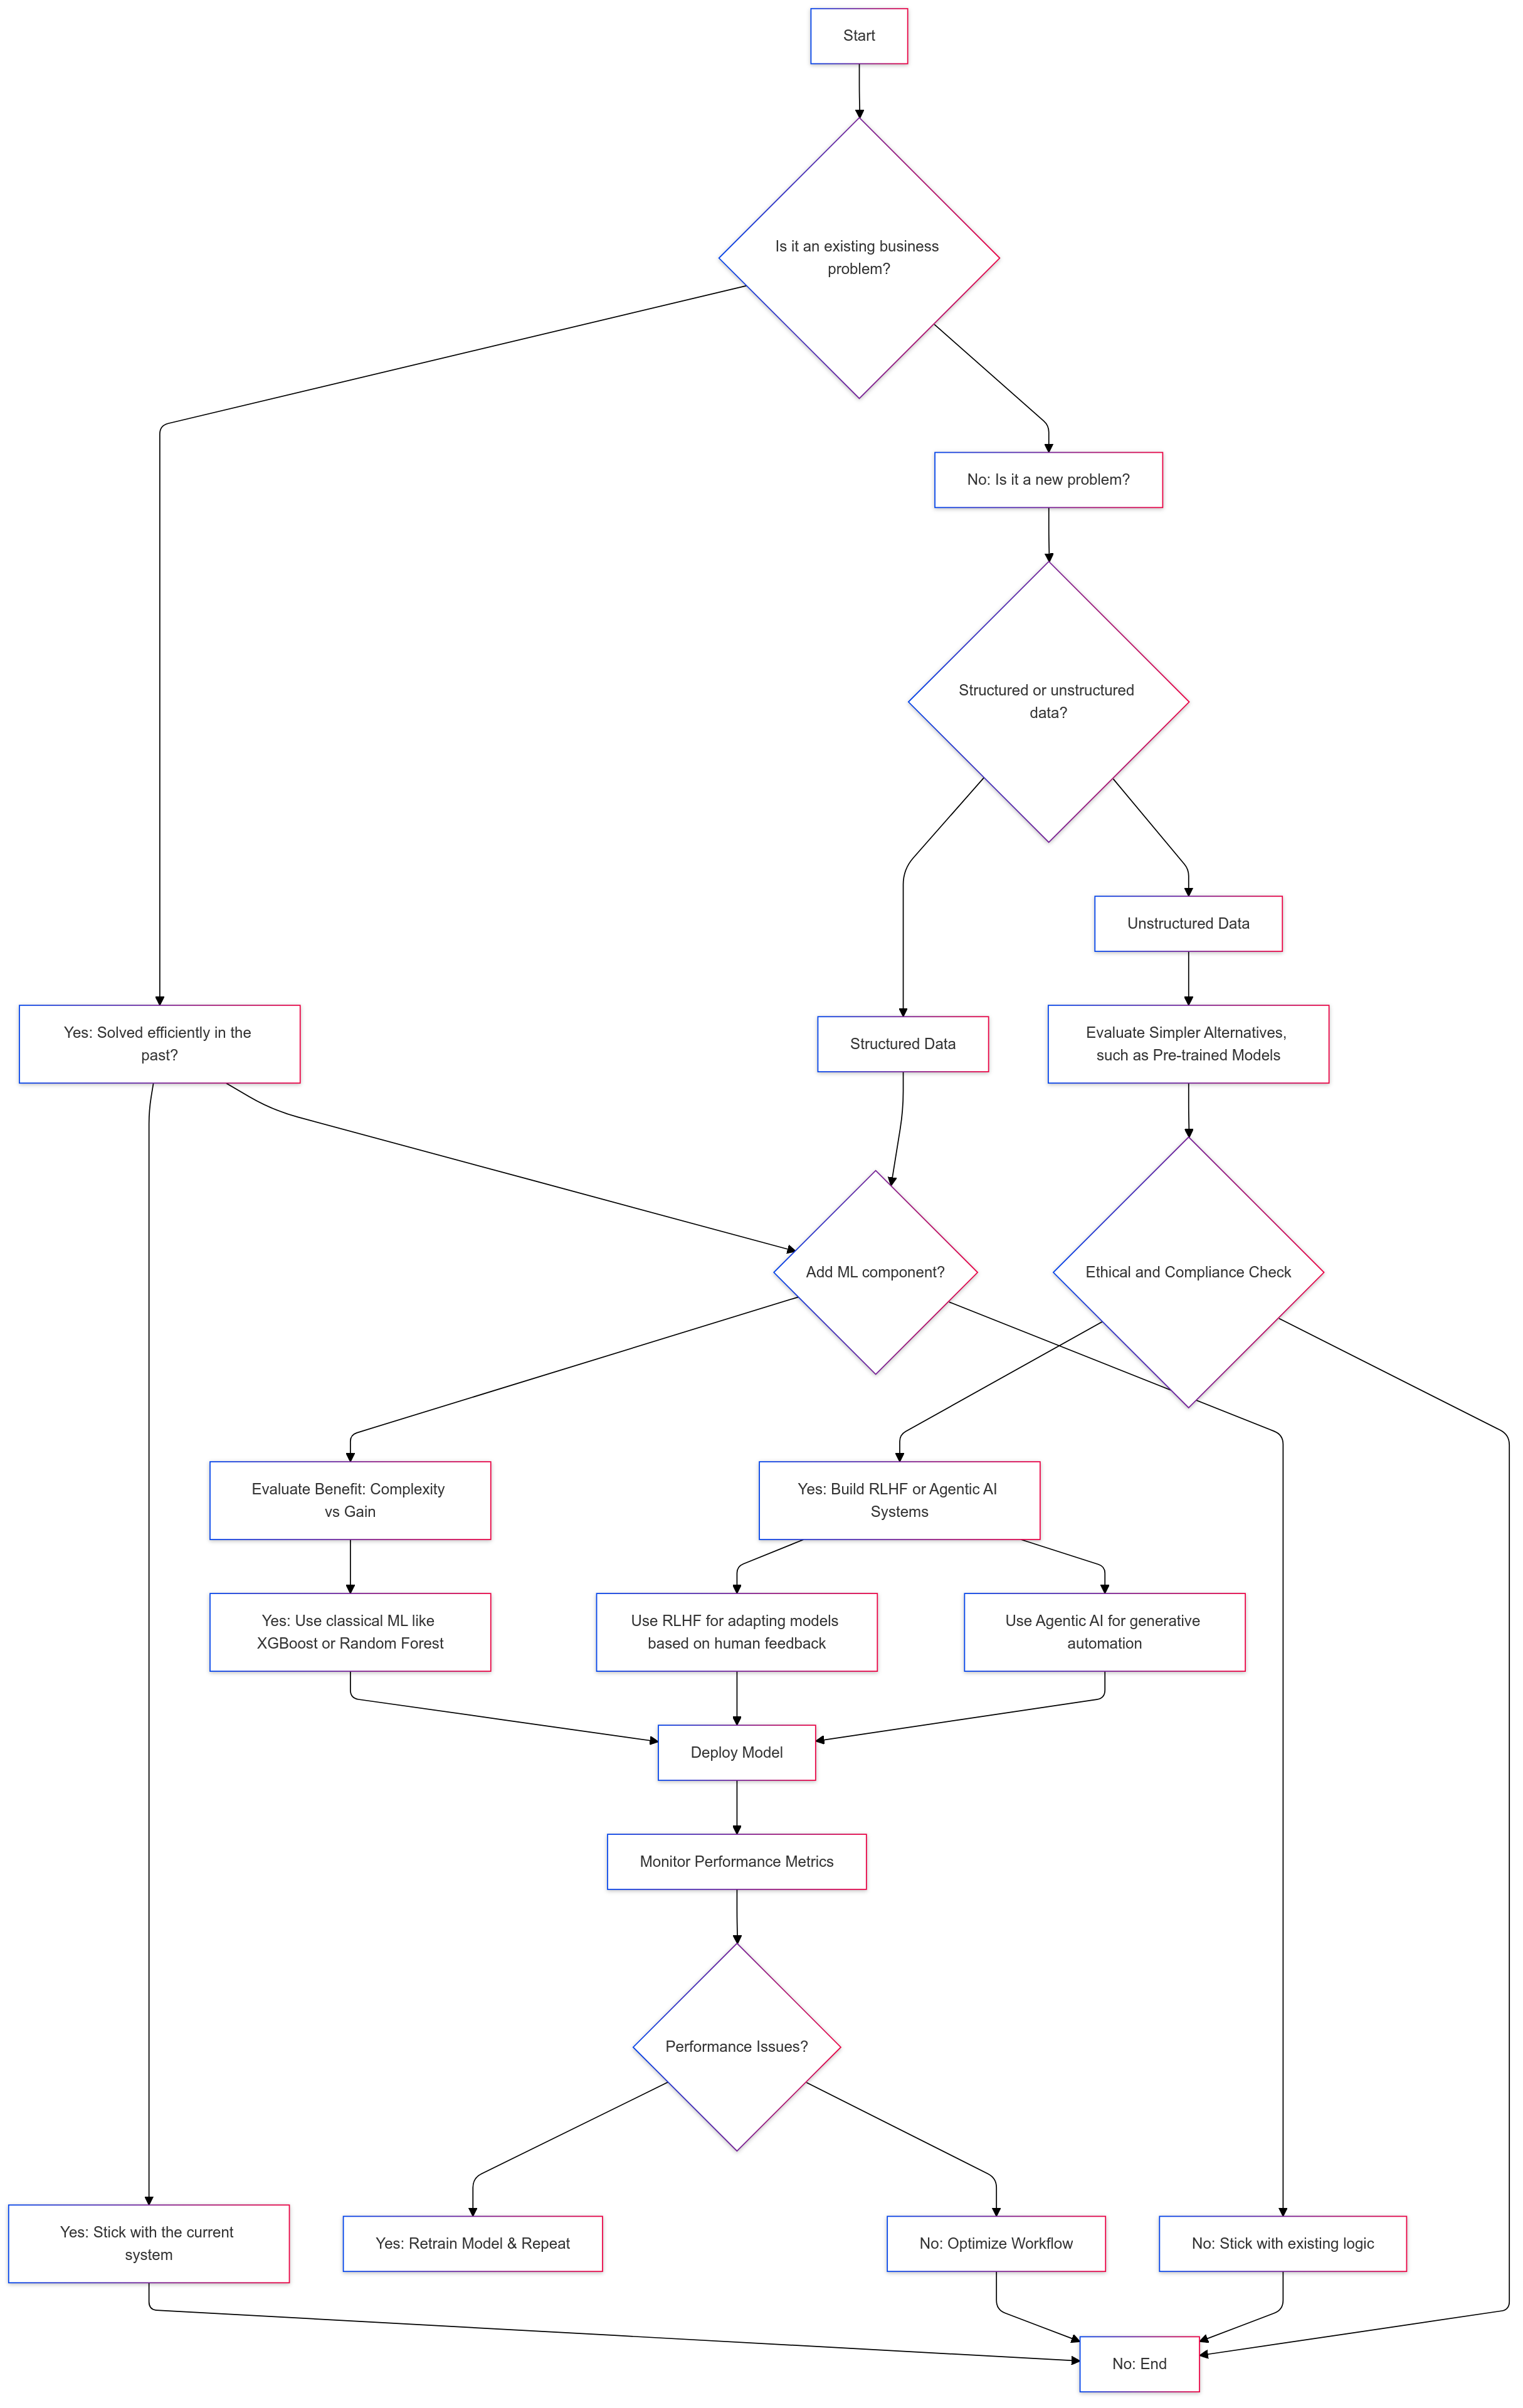 Start
Is it an existing business
problem?
No: Is it a new problem?
Structured or unstructured
data?
Unstructured Data
Yes: Solved efficiently in the
past?
Structured Data
Evaluate Simpler Alternatives,
such as Pre-trained Models
Add ML component?
Ethical and Compliance Check
Evaluate Benefit: Complexity
vs Gain
Yes: Build RLHF or Agentic AI
Systems
Yes: Use classical ML like
XGBoost or Random Forest
Use RLHF for adapting models
based on human feedback
Use Agentic AI for generative
automation
Deploy Model
Monitor Performance Metrics
Performance Issues?
Yes: Stick with the current
system
Yes: Retrain Model & Repeat
No: Optimize Workflow
No: Stick with existing logic
No: End